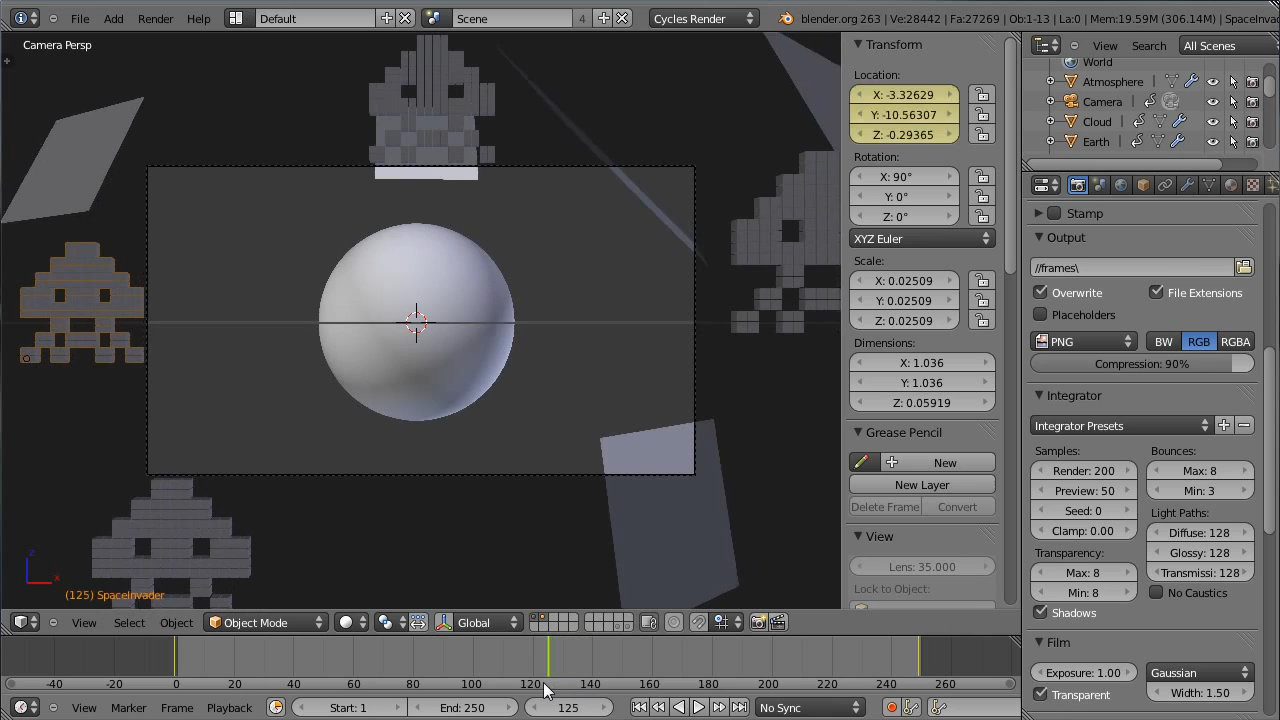 File Add Render Help Default Scene 4 Cycles Render blender.org 263 | Ve:28442 | Fa:27269 | Ob:1-13 | La:0 | Mem:19.59M (306.14M) | SpaceInvad
Camera Persp
Transform
Location:
X: -3.32629
Y: -10.56307
Z: -0.29365
Rotation:
X: 90°
Y: 0°
Z: 0°
XYZ Euler
Scale:
X: 0.02509
Y: 0.02509
Z: 0.02509
Dimensions:
X: 1.036
Y: 1.036
Z: 0.05919
Grease Pencil
New
New Layer
Delete Frame Convert
View
Lens: 35.000
Lock to Object:
View Search All Scenes
World
Atmosphere
Camera
Cloud
Earth
Stamp
Output
//frames\
Overwrite File Extensions
Placeholders
PNG BW RGB RGBA
Compression: 90%
Integrator
Integrator Presets
Samples: Bounces:
Render: 200 Max: 8
Preview: 50 Min: 3
Seed: 0 Light Paths:
Clamp: 0.00 Diffuse: 128
Transparency: Glossy: 128
Max: 8 Transmissi: 128
Min: 8 No Caustics
Shadows
Film
Exposure: 1.00 Gaussian
Transparent Width: 1.50
z
x
(125) SpaceInvader
View Select Object Object Mode Global
-40 -20 0 20 40 60 80 100 120 140 160 180 200 220 240 260
View Marker Frame Playback Start: 1 End: 250 125 No Sync